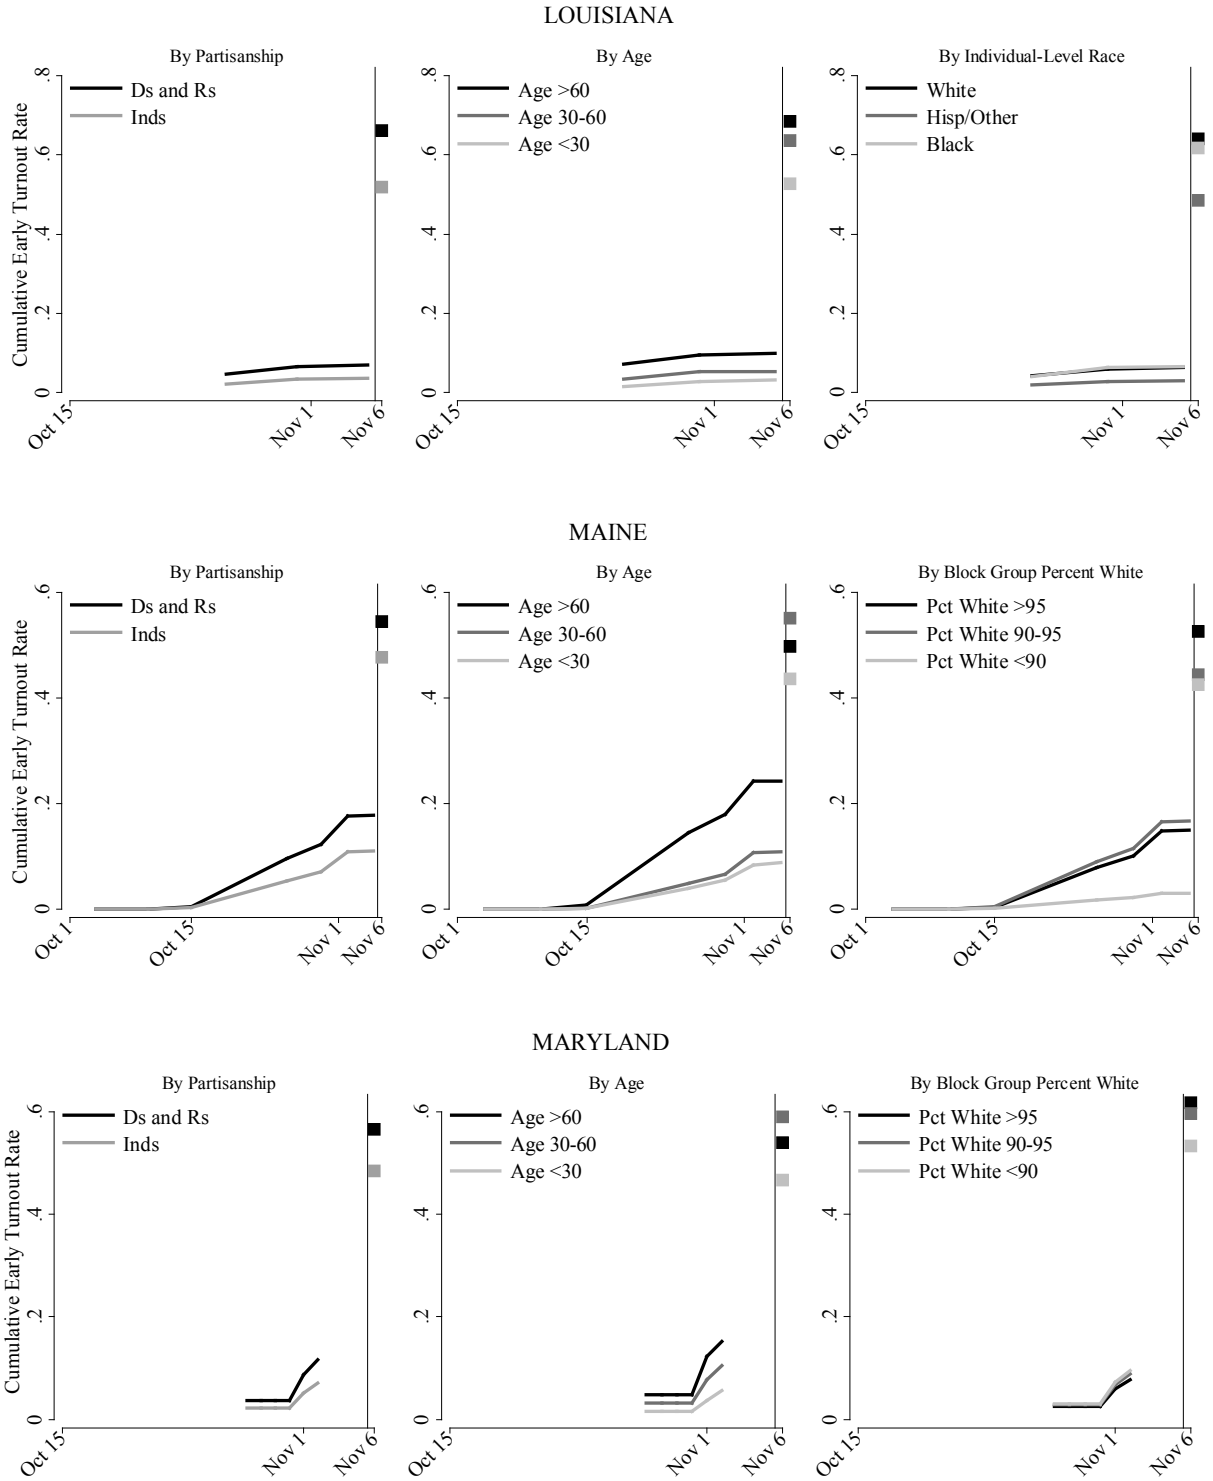 LOUISIANA
By Partisanship
By Age
By Individual-Level Race
Cumulative Early Turnout Rate
.8
.6
.4
.2
0
Ds and Rs
Inds
Oct 15
Nov 1
Nov 6
.8
.6
.4
.2
0
Age >60
Age 30-60
Age <30
Oct 15
Nov 1
Nov 6
.8
.6
.4
.2
0
White
Hisp/Other
Black
Oct 15
Nov 1
Nov 6
MAINE
By Partisanship
By Age
By Block Group Percent White
Cumulative Early Turnout Rate
.6
.4
.2
0
Ds and Rs
Inds
Oct 1
Oct 15
Nov 1
Nov 6
.6
.4
.2
0
Age >60
Age 30-60
Age <30
Oct 1
Oct 15
Nov 1
Nov 6
.6
.4
.2
0
Pct White >95
Pct White 90-95
Pct White <90
Oct 1
Oct 15
Nov 1
Nov 6
MARYLAND
By Partisanship
By Age
By Block Group Percent White
Cumulative Early Turnout Rate
.6
.4
.2
0
Ds and Rs
Inds
Oct 15
Nov 1
Nov 6
.6
.4
.2
0
Age >60
Age 30-60
Age <30
Oct 15
Nov 1
Nov 6
.6
.4
.2
0
Pct White >95
Pct White 90-95
Pct White <90
Oct 15
Nov 1
Nov 6